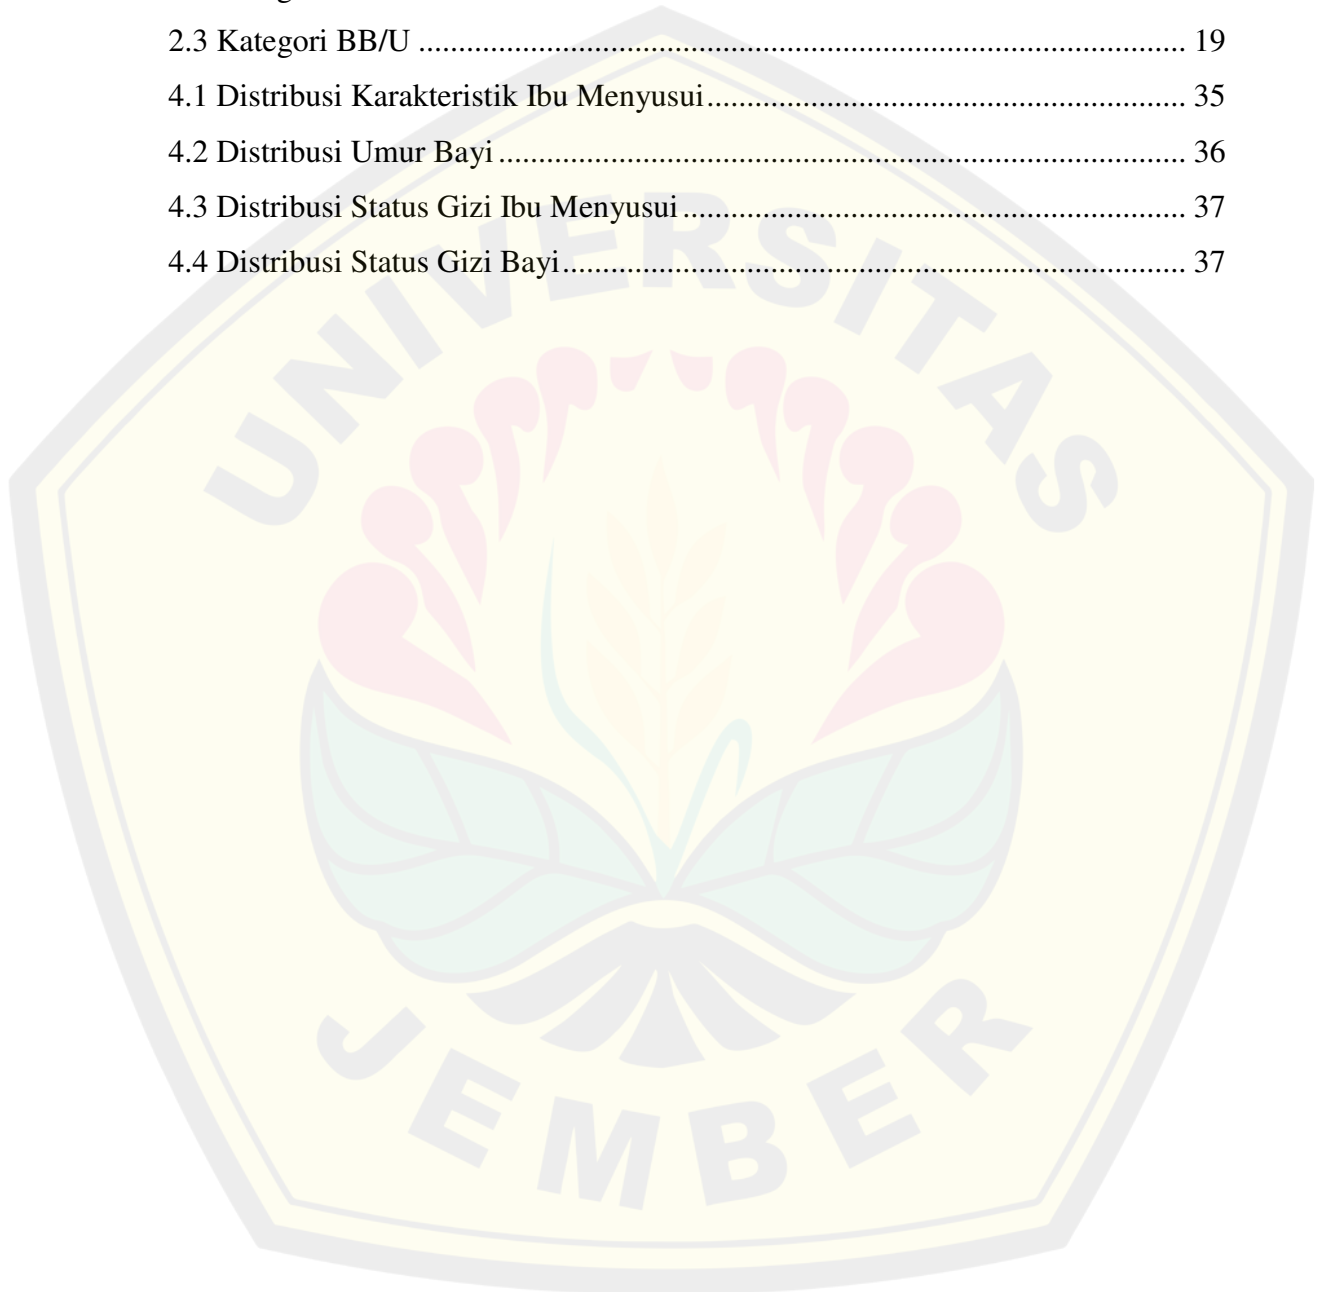 2.3 Kategori BB/U ................................................................................................ 19
4.1 Distribusi Karakteristik Ibu Menyusui............................................................ 35
4.2 Distribusi Umur Bayi ...................................................................................... 36
4.3 Distribusi Status Gizi Ibu Menyusui ............................................................... 37
4.4 Distribusi Status Gizi Bayi.............................................................................. 37
UNIVERSITAS
JEMBER